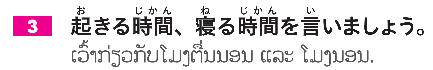 3 起きる時間、寝る時間を言いましょう。
ເວົ້າກ່ຽວກັບໂມງຕື່ນນອນ ແລະ ໂມງນອນ.